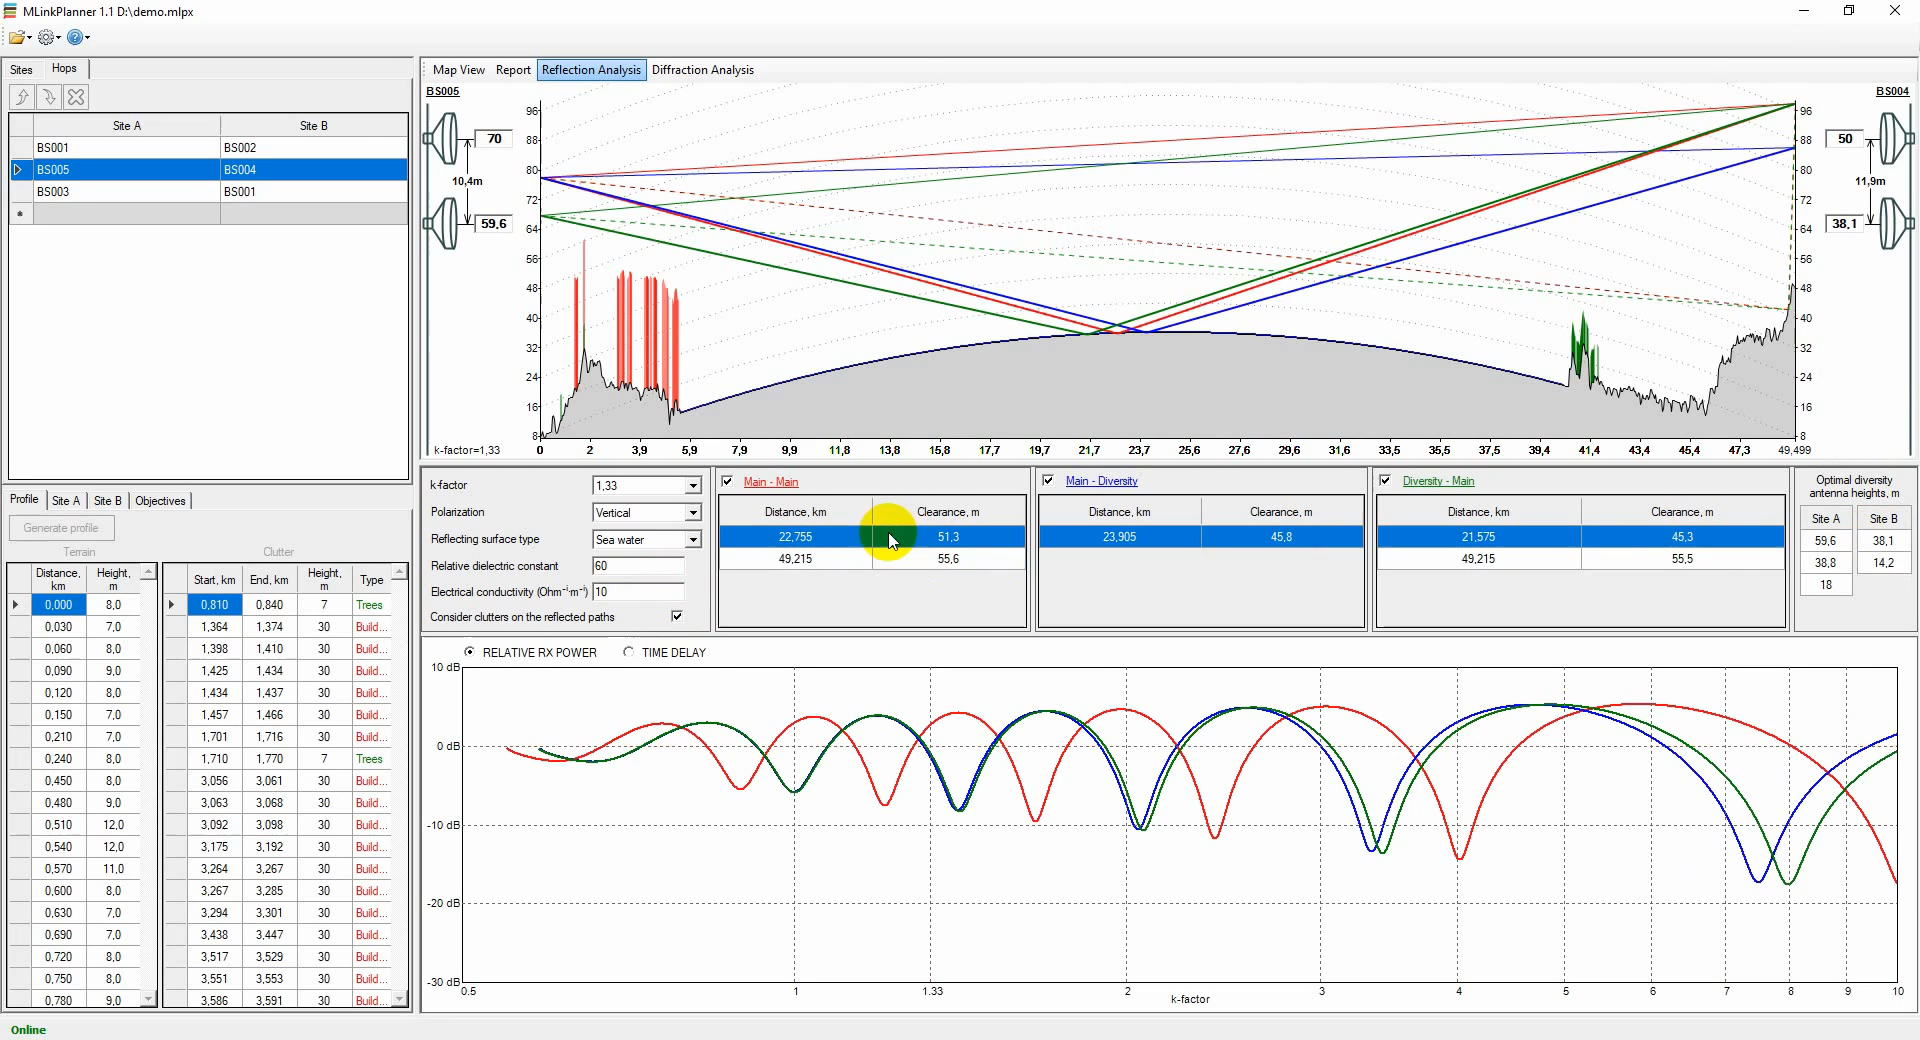 MLinkPlanner 1.1 D:\demo.mlpx
Sites Hops
Site A Site B
BS001 BS002
BS005 BS004
BS003 BS001
Profile Site A Site B Objectives
Generate profile
Terrain Clutter
Distance, km Height, m
0,000 8,0
0,030 7,0
0,060 8,0
0,090 9,0
0,120 8,0
0,150 7,0
0,210 7,0
0,240 8,0
0,450 8,0
0,480 9,0
0,510 12,0
0,540 12,0
0,570 11,0
0,600 8,0
0,630 7,0
0,690 7,0
0,720 8,0
0,750 8,0
0,780 9,0
Start, km End, km Height, m Type
0,810 0,840 7 Trees
1,364 1,374 30 Build...
1,398 1,410 30 Build...
1,425 1,434 30 Build...
1,434 1,437 30 Build...
1,457 1,466 30 Build...
1,701 1,716 30 Build...
1,710 1,770 7 Trees
3,056 3,061 30 Build...
3,063 3,068 30 Build...
3,092 3,098 30 Build...
3,175 3,192 30 Build...
3,264 3,267 30 Build...
3,267 3,285 30 Build...
3,294 3,301 30 Build...
3,438 3,447 30 Build...
3,517 3,529 30 Build...
3,551 3,553 30 Build...
3,586 3,591 30 Build...
Online
Map View Report Reflection Analysis Diffraction Analysis
BS005 BS004
70
10,4m
59,6
50
11,9m
38,1
96 96
88 88
80 80
72 72
64 64
56 56
48 48
40 40
32 32
24 24
16 16
8 8
k-factor=1,33
0 2 3,9 5,9 7,9 9,9 11,8 13,8 15,8 17,7 19,7 21,7 23,7 25,6 27,6 29,6 31,6 33,5 35,5 37,5 39,4 41,4 43,4 45,4 47,3 49,499
k-factor 1,33
Polarization Vertical
Reflecting surface type Sea water
Relative dielectric constant 60
Electrical conductivity (Ohm⁻¹·m⁻¹) 10
Consider clutters on the reflected paths
Main - Main
Distance, km Clearance, m
22,755 51,3
49,215 55,6
Main - Diversity
Distance, km Clearance, m
23,905 45,8
Diversity - Main
Distance, km Clearance, m
21,575 45,3
49,215 55,5
Optimal diversity
antenna heights, m
Site A Site B
59,6 38,1
38,8 14,2
18
RELATIVE RX POWER TIME DELAY
10 dB
0 dB
-10 dB
-20 dB
-30 dB
0.5 1 1.33 2 3 4 5 6 7 8 9 10
k-factor